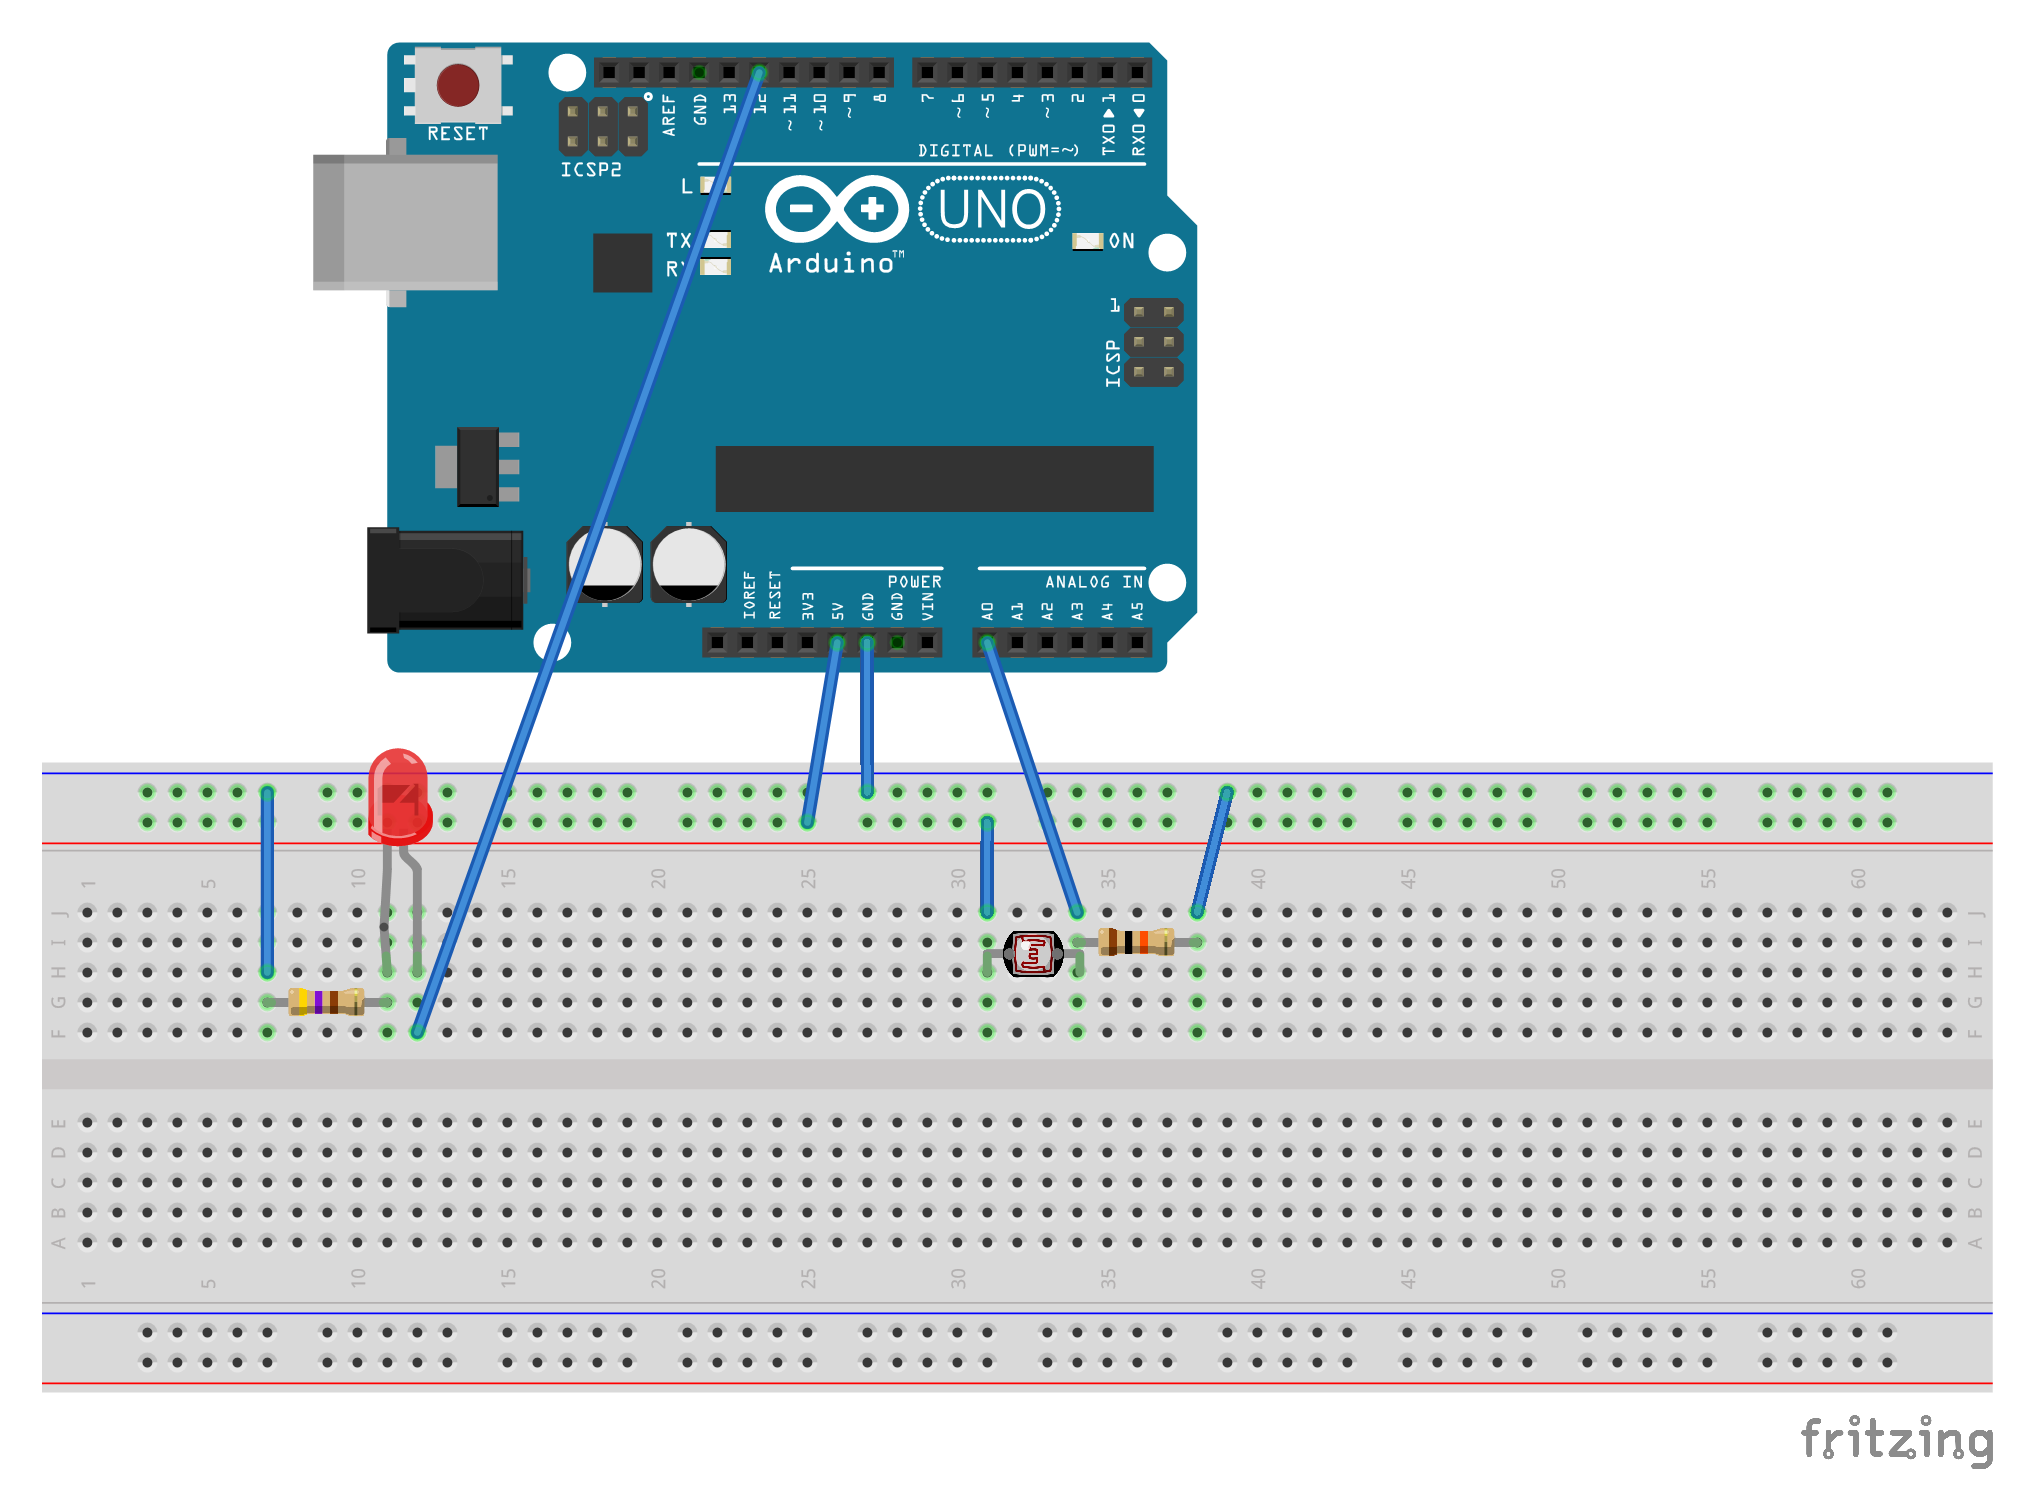 RESET
ICSP2
AREF
GND
13
12
~11
~10
~9
8
7
~6
~5
4
~3
2
TX0▶1
RX0◀0
DIGITAL (PWM=~)
L
TX
UNO
ON
Arduino™
1
ICSP
IOREF
RESET
3V3
5V
GND
GND
VIN
POWER
ANALOG IN
A0
A1
A2
A3
A4
A5
1 5 10 15 20 25 30 35 40 45 50 55 60
J J
I I
H H
G G
F F
E E
D D
C C
B B
A A
1 5 10 15 20 25 30 35 40 45 50 55 60
fritzing